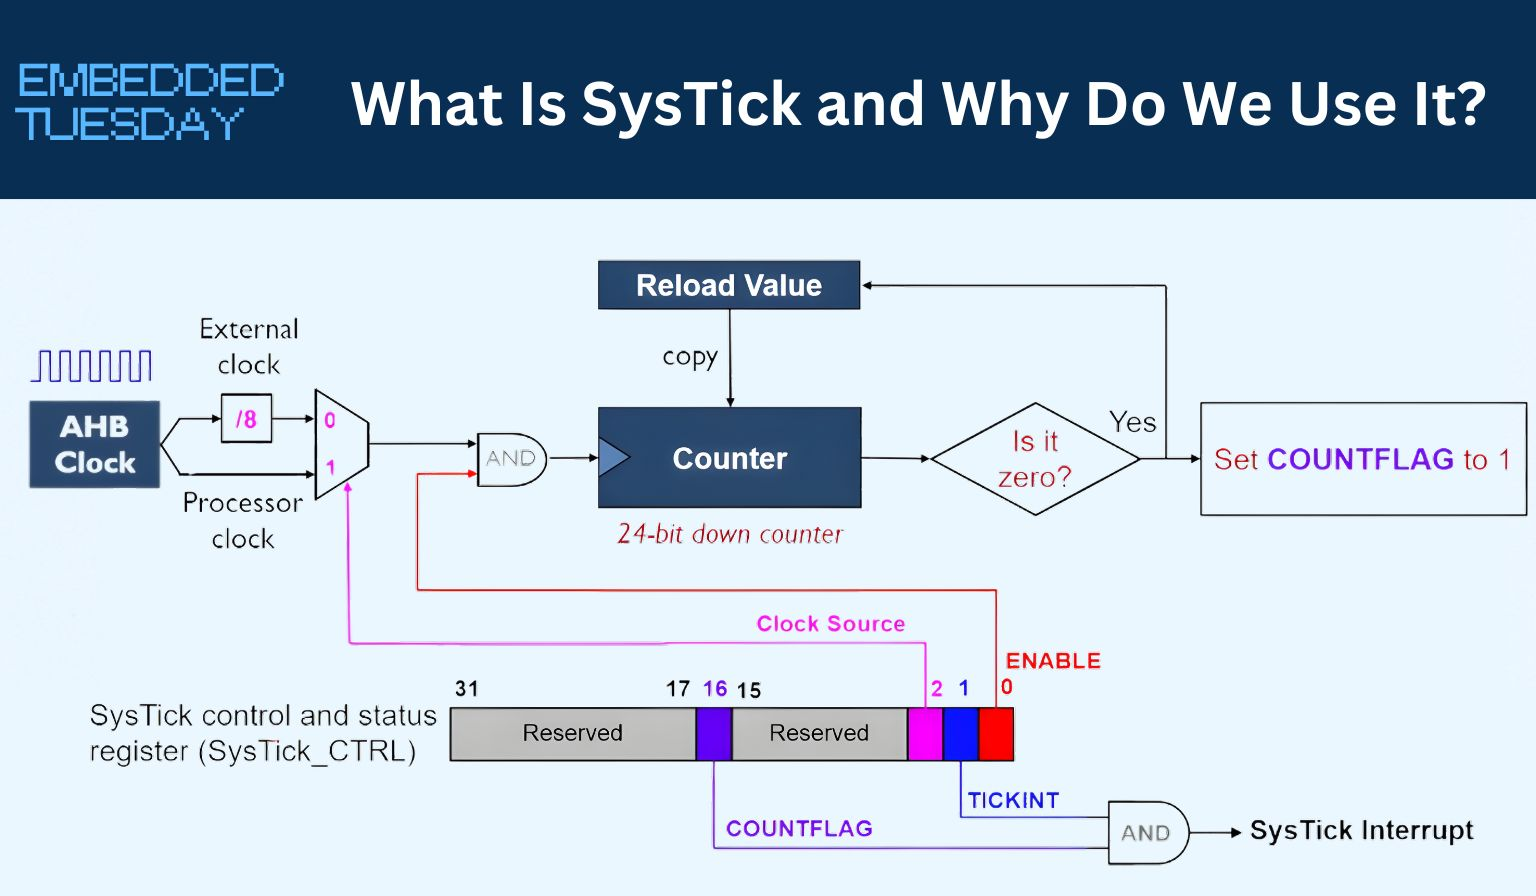 EMBEDDED
TUESDAY
What Is SysTick and Why Do We Use It?
Reload Value
External
clock
copy
AHB
Clock
/8
0
1
Processor
clock
AND
Counter
24-bit down counter
Is it
zero?
Yes
Set COUNTFLAG to 1
Clock Source
ENABLE
31
17
16
15
2
1
0
SysTick control and status
register (SysTick_CTRL)
Reserved
Reserved
TICKINT
COUNTFLAG
AND
SysTick Interrupt